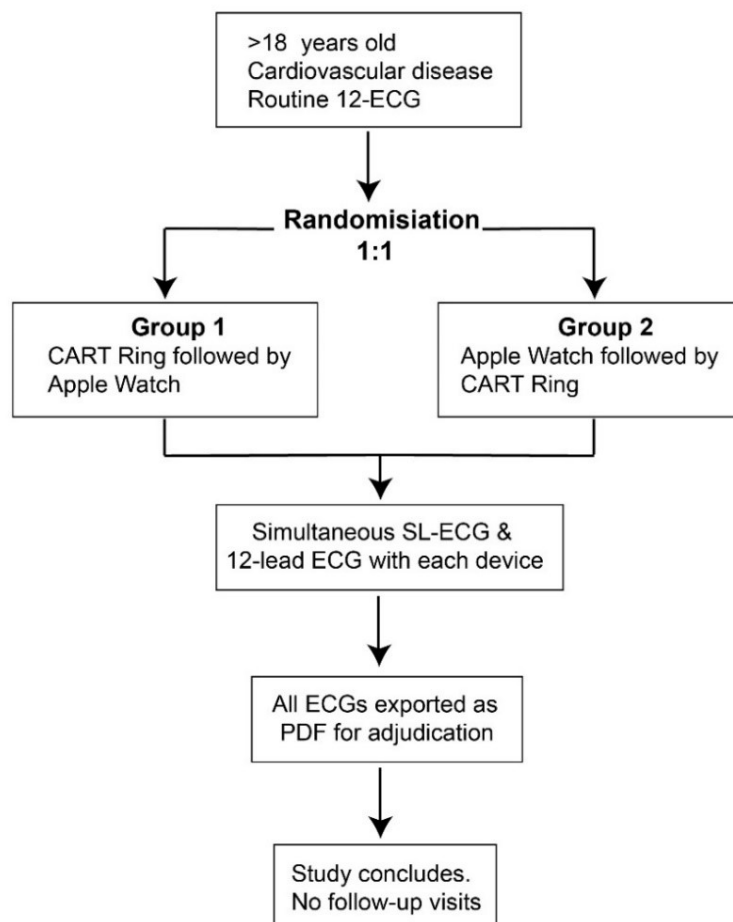 >18 years old
Cardiovascular disease
Routine 12-ECG
Randomisiation
1:1
Group 1
CART Ring followed by
Apple Watch
Group 2
Apple Watch followed by
CART Ring
Simultaneous SL-ECG &
12-lead ECG with each device
All ECGs exported as
PDF for adjudication
Study concludes.
No follow-up visits